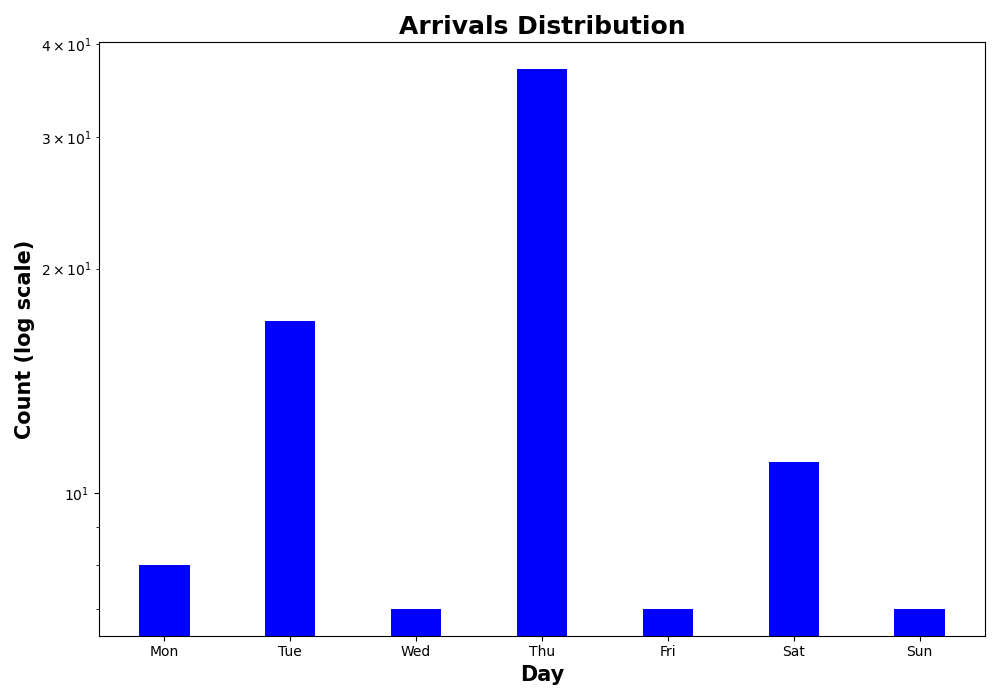 Arrivals Distribution
Count (log scale)
4 × 10¹
3 × 10¹
2 × 10¹
10¹
Mon Tue Wed Thu Fri Sat Sun
Day